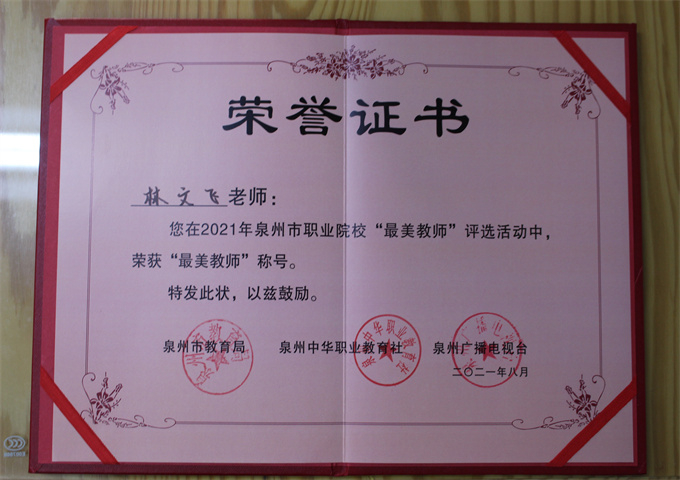 荣誉证书
林文飞老师：
您在2021年泉州市职业院校“最美教师”评选活动中，
荣获“最美教师”称号。
特发此状，以兹鼓励。
泉州市教育局 泉州中华职业教育社 泉州广播电视台
二〇二一年八月